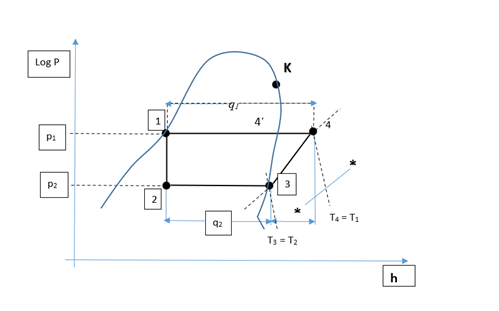 Log P
K
q₁
1
4′
4
p₁
*
p₂
3
2
*
q₂
T₄ = T₁
T₃ = T₂
h